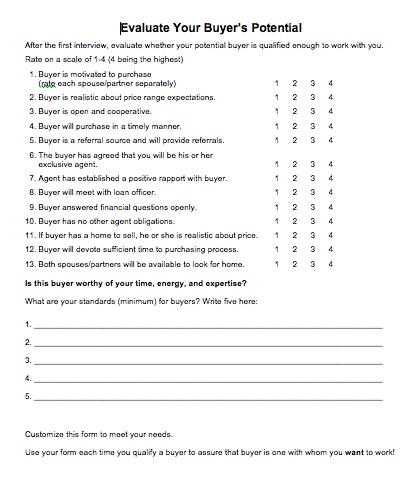 Evaluate Your Buyer's Potential
After the first interview, evaluate whether your potential buyer is qualified enough to work with you.
Rate on a scale of 1-4 (4 being the highest)
1. Buyer is motivated to purchase
(rate each spouse/partner separately) 1 2 3 4
2. Buyer is realistic about price range expectations. 1 2 3 4
3. Buyer is open and cooperative. 1 2 3 4
4. Buyer will purchase in a timely manner. 1 2 3 4
5. Buyer is a referral source and will provide referrals. 1 2 3 4
6. The buyer has agreed that you will be his or her
exclusive agent. 1 2 3 4
7. Agent has established a positive rapport with buyer. 1 2 3 4
8. Buyer will meet with loan officer. 1 2 3 4
9. Buyer answered financial questions openly. 1 2 3 4
10. Buyer has no other agent obligations. 1 2 3 4
11. If buyer has a home to sell, he or she is realistic about price. 1 2 3 4
12. Buyer will devote sufficient time to purchasing process. 1 2 3 4
13. Both spouses/partners will be available to look for home. 1 2 3 4
Is this buyer worthy of your time, energy, and expertise?
What are your standards (minimum) for buyers? Write five here:
1.
2.
3.
4.
5.
Customize this form to meet your needs.
Use your form each time you qualify a buyer to assure that buyer is one with whom you want to work!